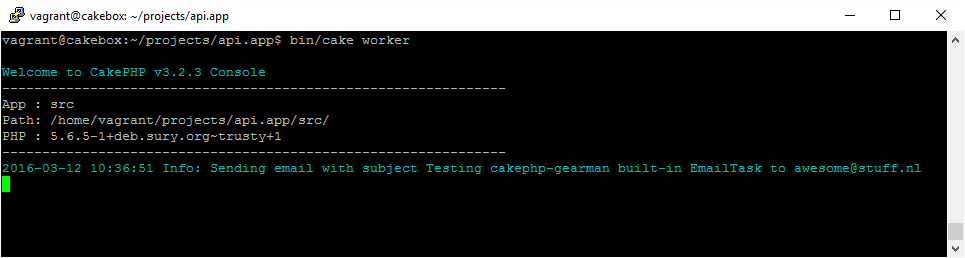 vagrant@cakebox: ~/projects/api.app
vagrant@cakebox:~/projects/api.app$ bin/cake worker
Welcome to CakePHP v3.2.3 Console
---------------------------------------------------------------
App : src
Path: /home/vagrant/projects/api.app/src/
PHP : 5.6.5-1+deb.sury.org~trusty+1
---------------------------------------------------------------
2016-03-12 10:36:51 Info: Sending email with subject Testing cakephp-gearman built-in EmailTask to awesome@stuff.nl